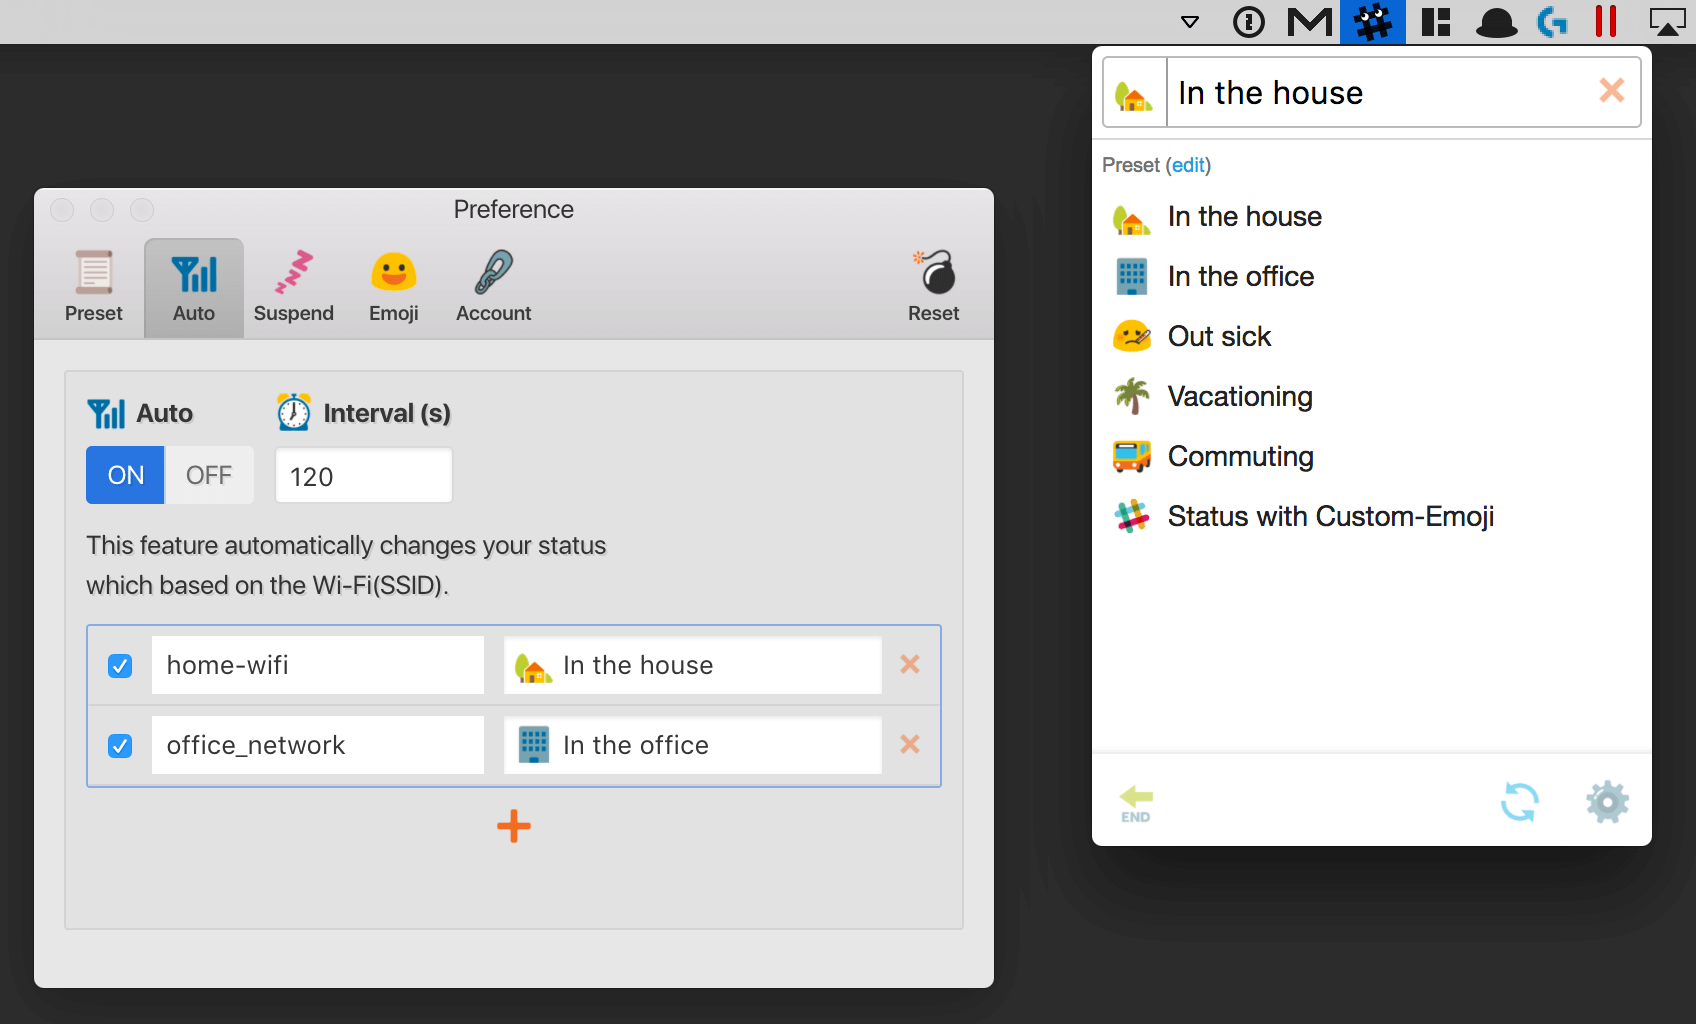 In the house
Preset (edit)
In the house
In the office
Out sick
Vacationing
Commuting
Status with Custom-Emoji
END
Preference
Preset
Auto
Suspend
Emoji
Account
Reset
Auto
Interval (s)
ON
OFF
120
This feature automatically changes your status
which based on the Wi-Fi(SSID).
home-wifi
In the house
office_network
In the office